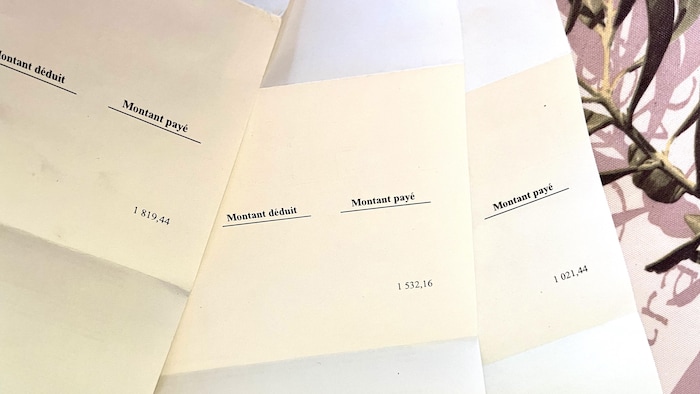 Montant déduit
Montant payé
1 819,44
Montant déduit
Montant payé
1 532,16
Montant payé
1 021,44